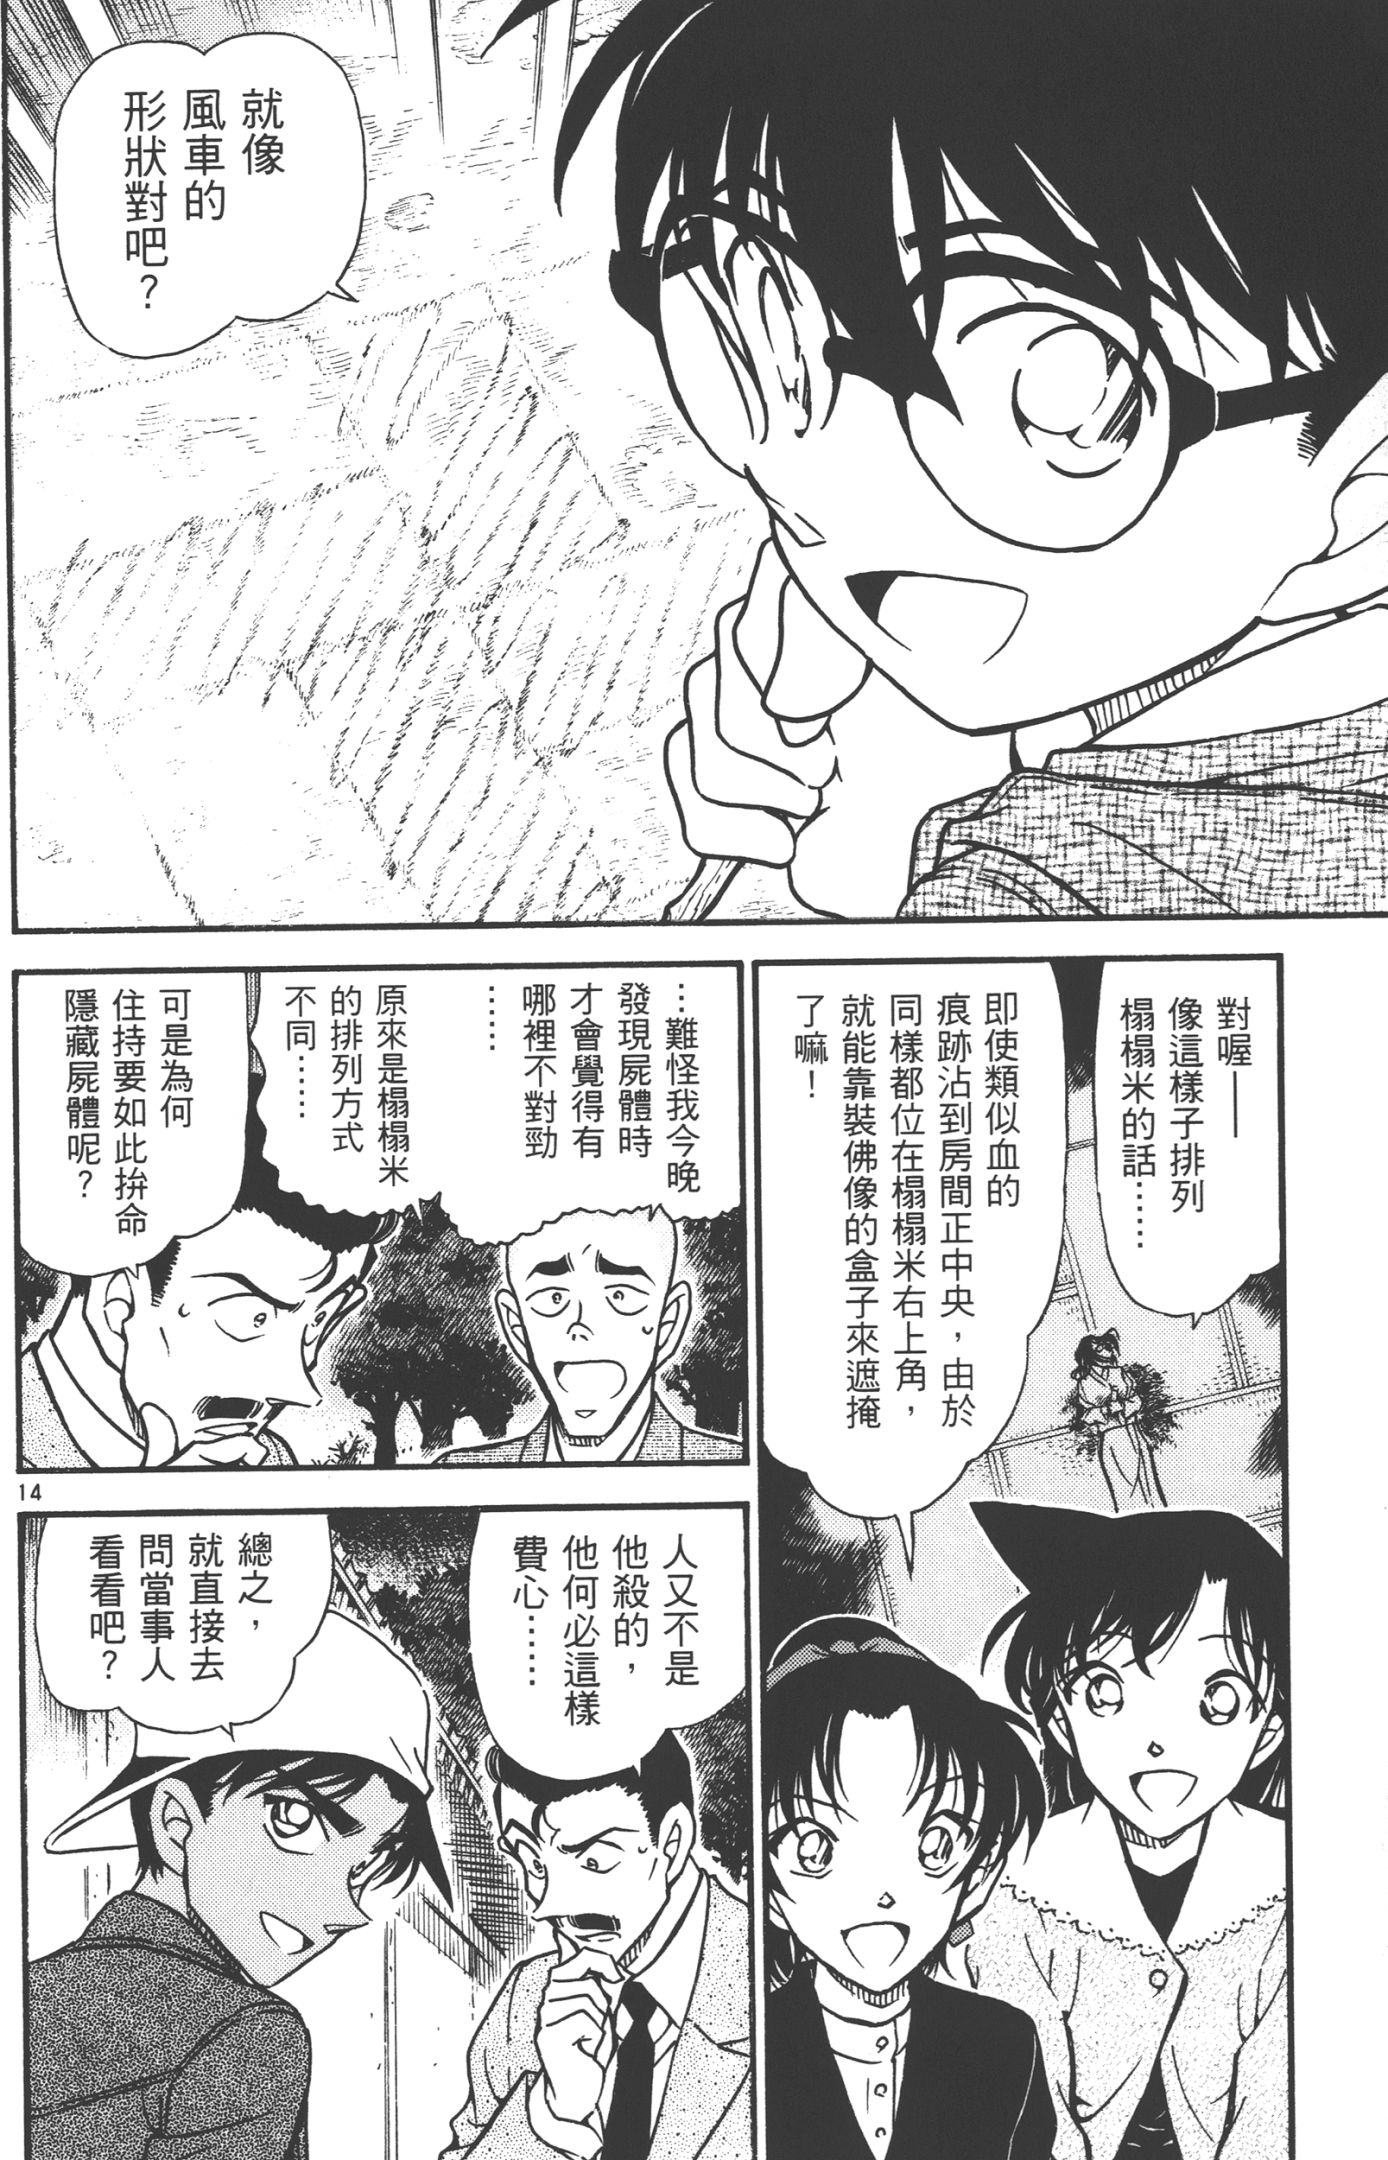 就像
風車的
形狀對吧？
對喔——
像這樣子排列
榻榻米的話……
即使類似血的
痕跡沾到房間正中央，由於
同樣都位在榻榻米右上角，
就能靠裝佛像的盒子來遮掩
了嘛！
…難怪我今晚
發現屍體時
才會覺得有
哪裡不對勁
……
原來是榻榻米
的排列方式
不同……
可是為何
住持要如此拚命
隱藏屍體呢？
人又不是
他殺的，
他何必這樣
費心……
總之，
就直接去
問當事人
看看吧？
14